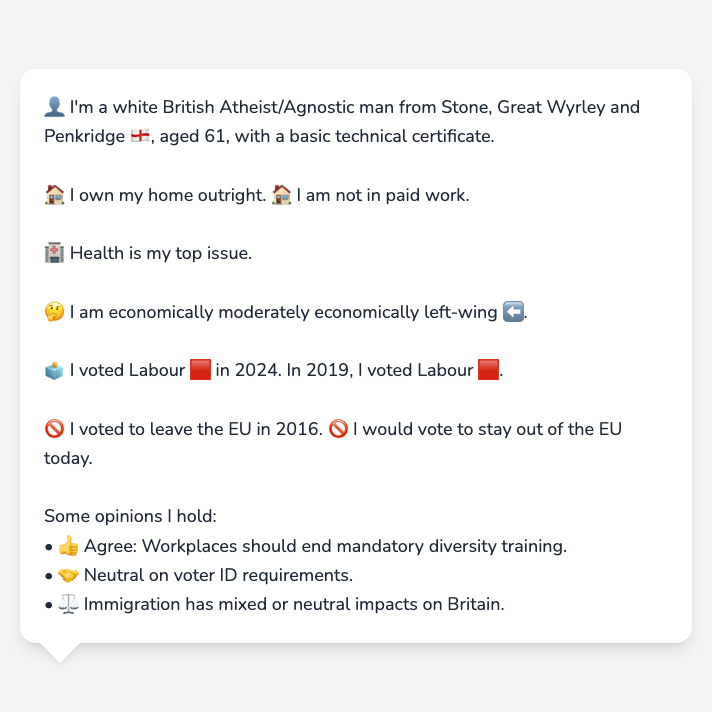 👤 I'm a white British Atheist/Agnostic man from Stone, Great Wyrley and
Penkridge 🏴󠁧󠁢󠁥󠁮󠁧󠁿, aged 61, with a basic technical certificate.
🏠 I own my home outright. 🏠 I am not in paid work.
🏥 Health is my top issue.
🤔 I am economically moderately economically left-wing ⬅️.
🗳️ I voted Labour 🟥 in 2024. In 2019, I voted Labour 🟥.
🚫 I voted to leave the EU in 2016. 🚫 I would vote to stay out of the EU
today.
Some opinions I hold:
• 👍 Agree: Workplaces should end mandatory diversity training.
• 🤝 Neutral on voter ID requirements.
• ⚖️ Immigration has mixed or neutral impacts on Britain.